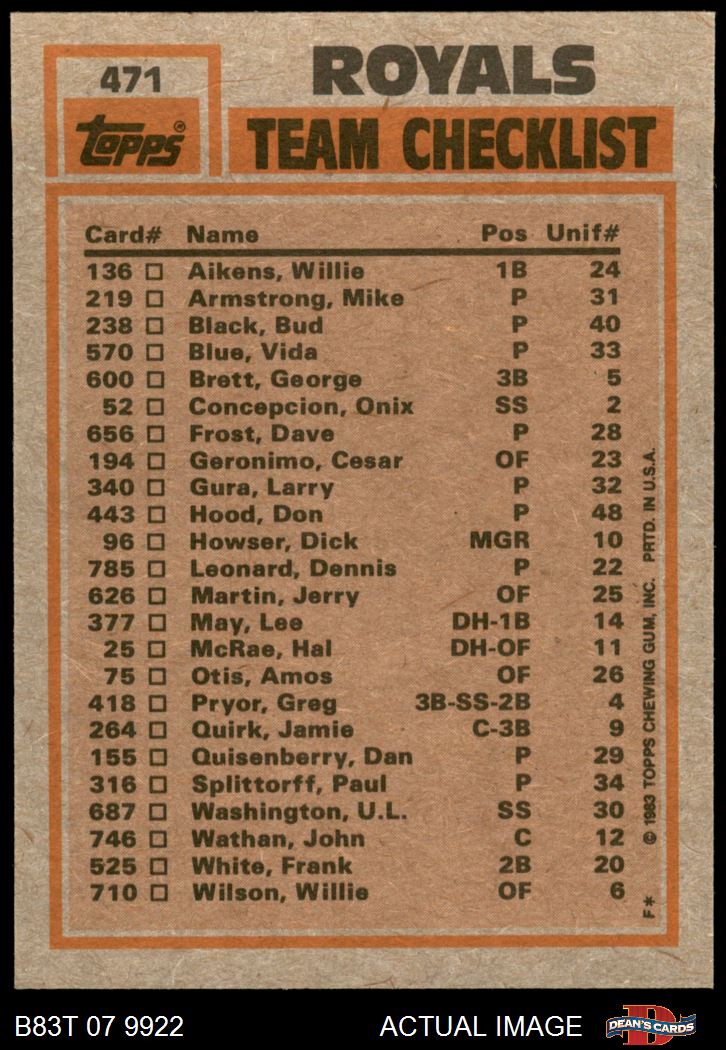 471
Topps®
ROYALS
TEAM CHECKLIST
Card# Name Pos Unif#
136 □ Aikens, Willie 1B 24
219 □ Armstrong, Mike P 31
238 □ Black, Bud P 40
570 □ Blue, Vida P 33
600 □ Brett, George 3B 5
52 □ Concepcion, Onix SS 2
656 □ Frost, Dave P 28
194 □ Geronimo, Cesar OF 23
340 □ Gura, Larry P 32
443 □ Hood, Don P 48
96 □ Howser, Dick MGR 10
785 □ Leonard, Dennis P 22
626 □ Martin, Jerry OF 25
377 □ May, Lee DH-1B 14
25 □ McRae, Hal DH-OF 11
75 □ Otis, Amos OF 26
418 □ Pryor, Greg 3B-SS-2B 4
264 □ Quirk, Jamie C-3B 9
155 □ Quisenberry, Dan P 29
316 □ Splittorff, Paul P 34
687 □ Washington, U.L. SS 30
746 □ Wathan, John C 12
525 □ White, Frank 2B 20
710 □ Wilson, Willie OF 6
F* © 1983 TOPPS CHEWING GUM, INC. PRTD. IN U.S.A.
B83T 07 9922 ACTUAL IMAGE
D
DEAN'S CARDS